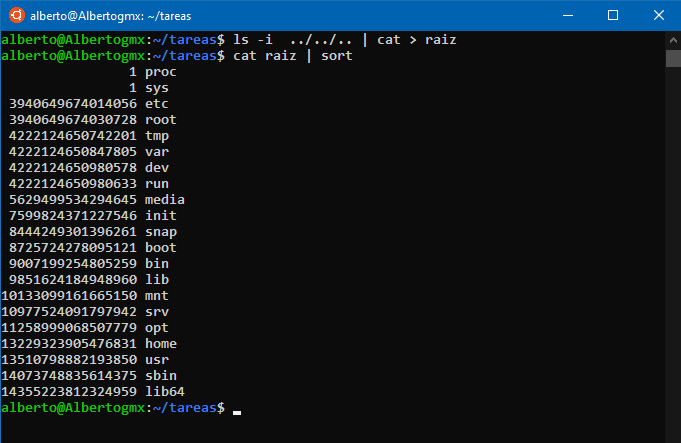 alberto@Albertogmx: ~/tareas
alberto@Albertogmx:~/tareas$ ls -i  ../../.. | cat > raiz
alberto@Albertogmx:~/tareas$ cat raiz | sort
                1 proc
                1 sys
 3940649674014056 etc
 3940649674030728 root
 4222124650742201 tmp
 4222124650847805 var
 4222124650980578 dev
 4222124650980633 run
 5629499534294645 media
 7599824371227546 init
 8444249301396261 snap
 8725724278095121 boot
 9007199254805259 bin
 9851624184948960 lib
10133099161665150 mnt
10977524091797942 srv
11258999068507779 opt
13229323905476831 home
13510798882193850 usr
14073748835614375 sbin
14355223812324959 lib64
alberto@Albertogmx:~/tareas$